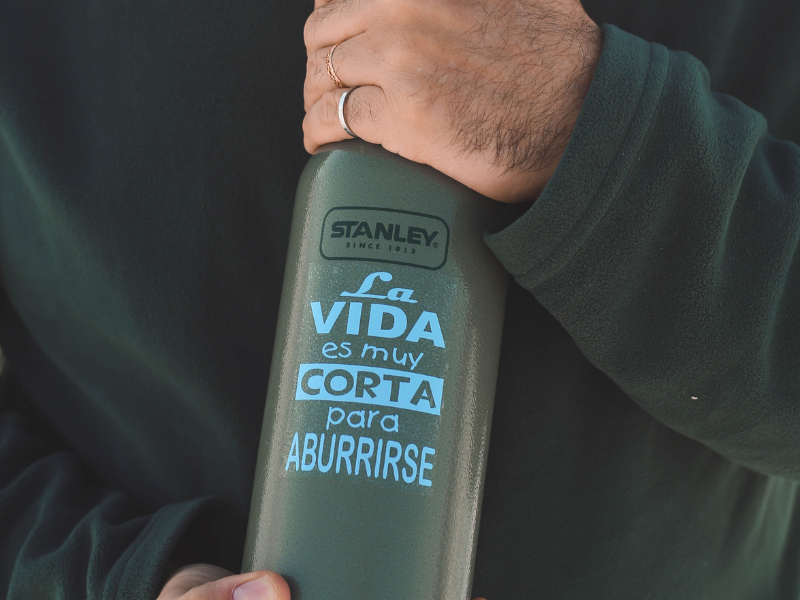 STANLEY
SINCE 1913
La
VIDA
es muy
CORTA
para
ABURRIRSE